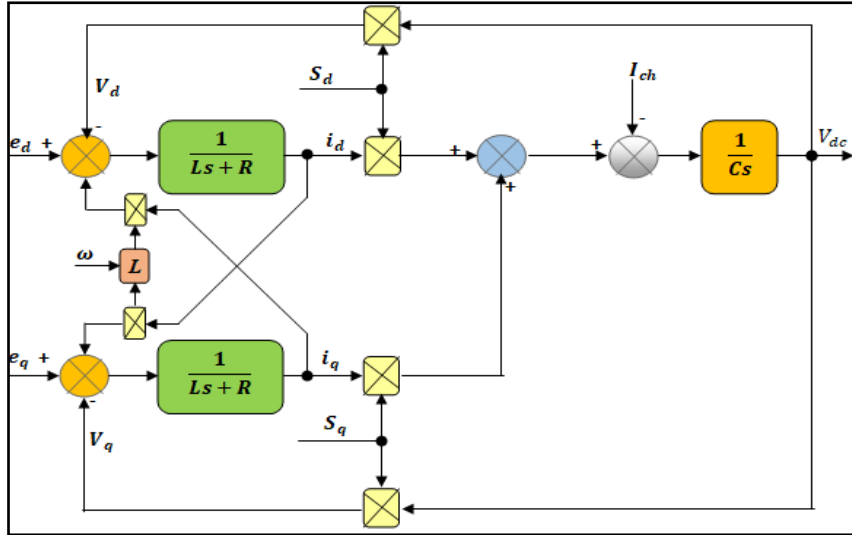 S_d
V_d
-
I_ch
-
e_d +
1
Ls + R
i_d
+
+
+
1
Cs
V_dc
ω
L
e_q +
-
1
Ls + R
i_q
S_q
V_q